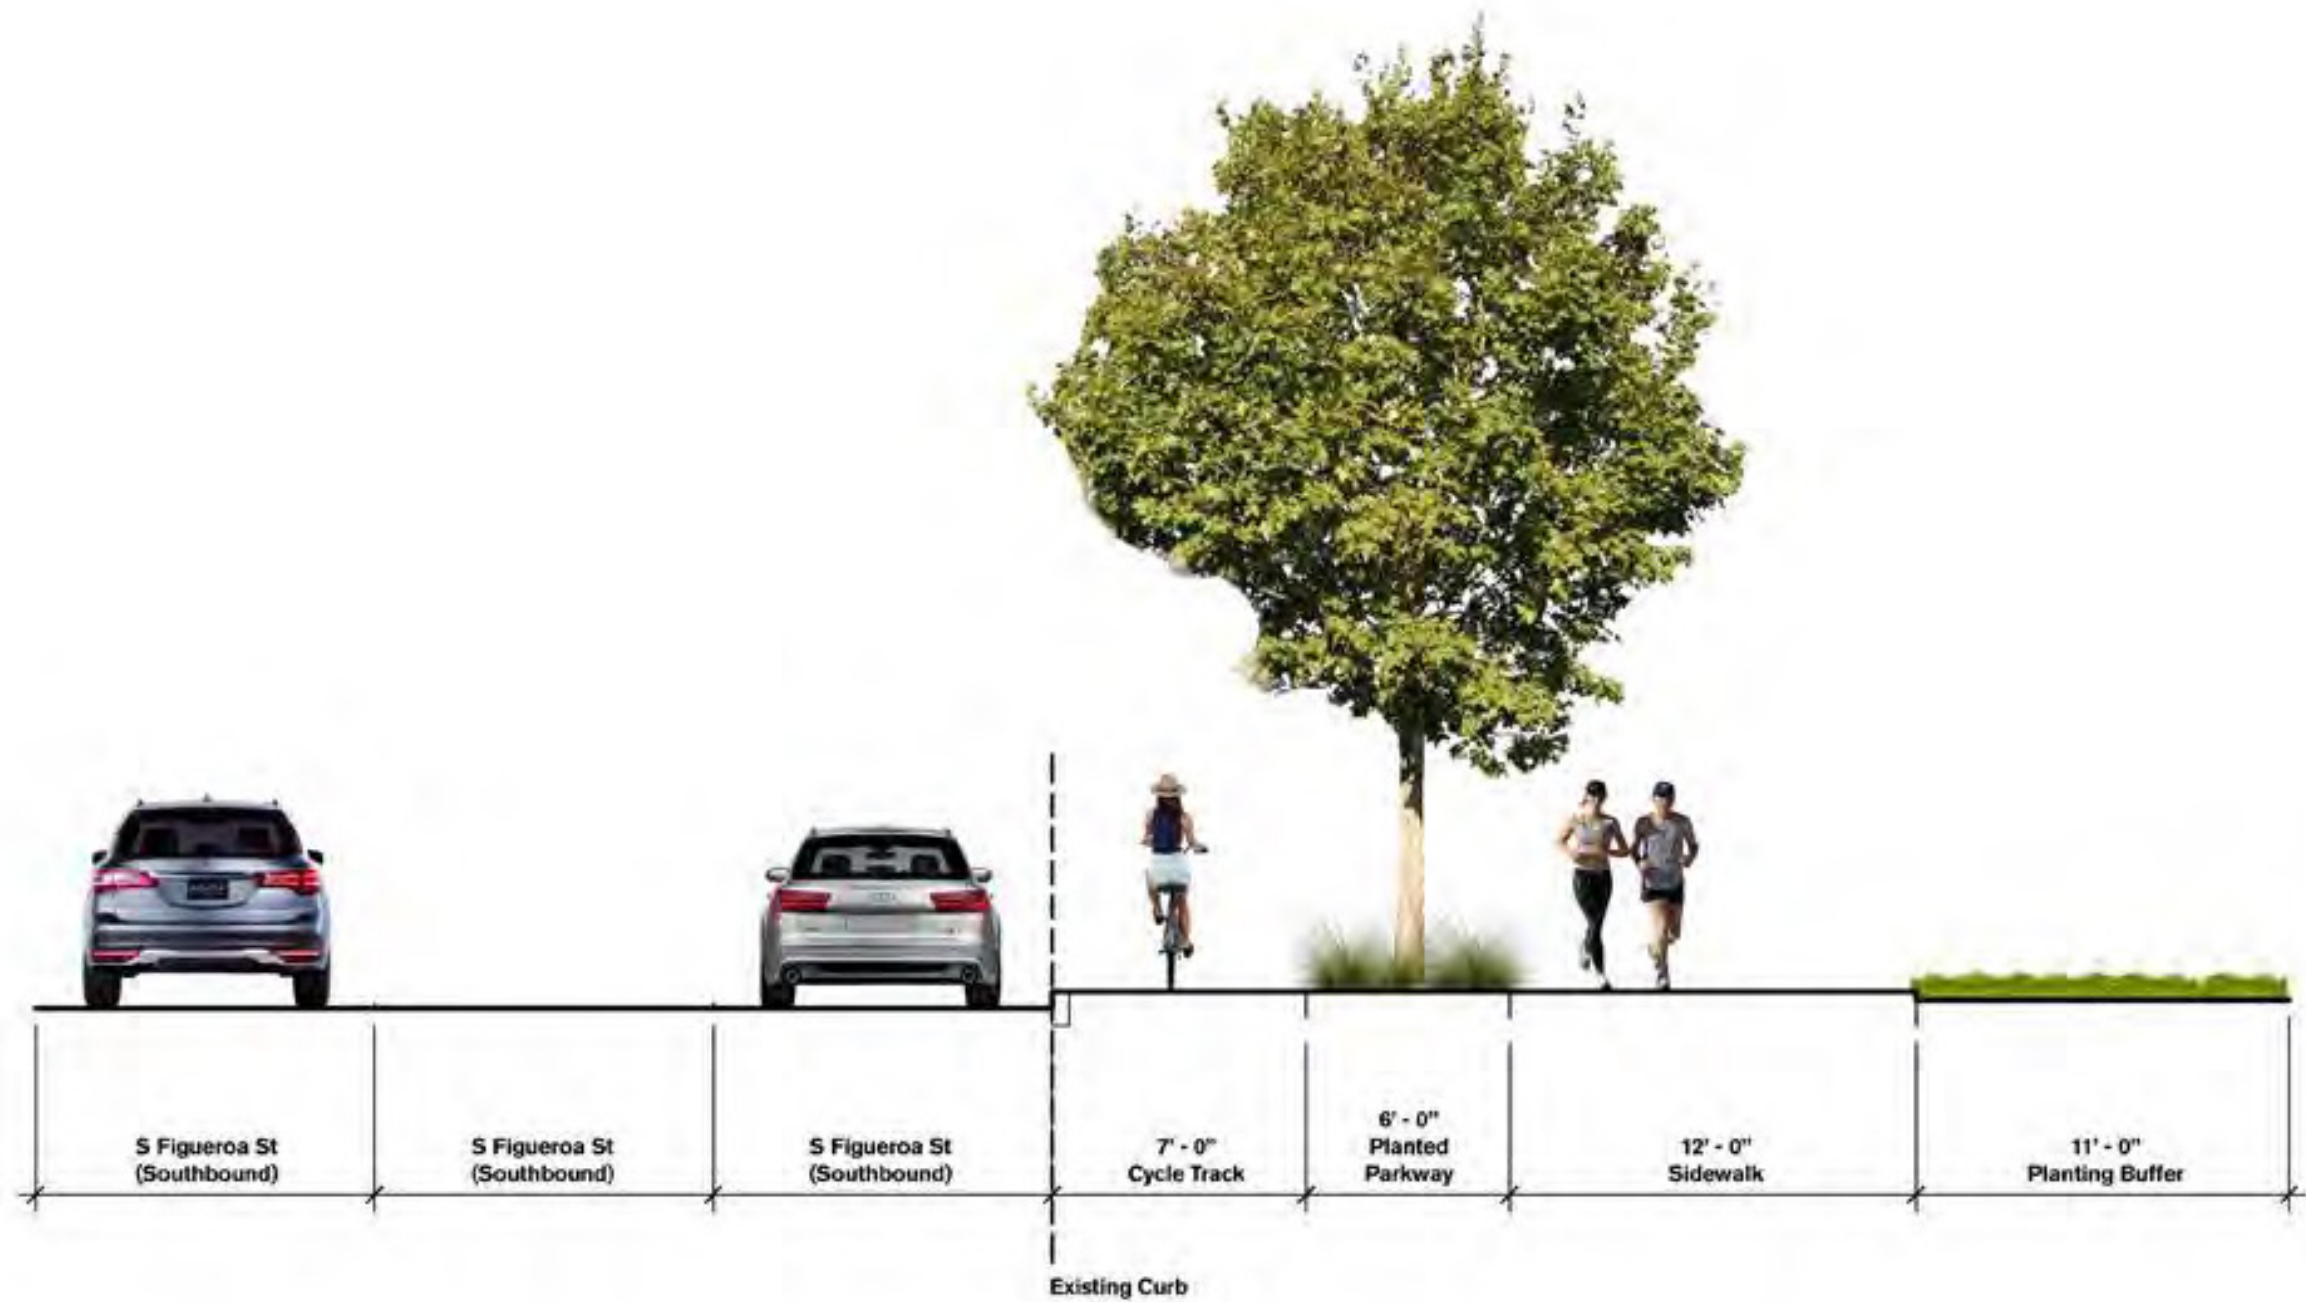 S Figueroa St
(Southbound)
S Figueroa St
(Southbound)
S Figueroa St
(Southbound)
7' - 0"
Cycle Track
6' - 0"
Planted
Parkway
12' - 0"
Sidewalk
11' - 0"
Planting Buffer
Existing Curb